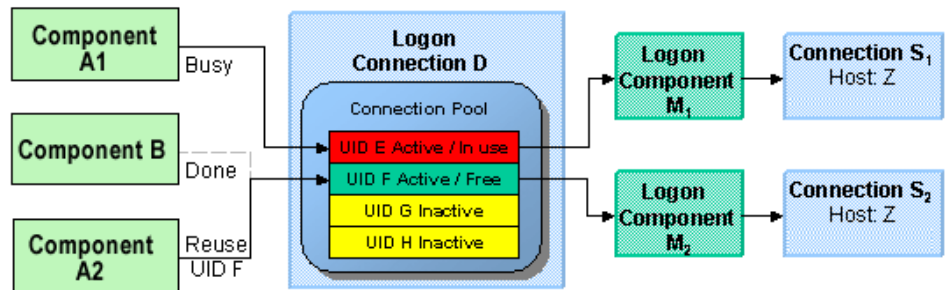 Component
A1
Busy
Component B
Done
Component
A2
Reuse
UID F
Logon
Connection D
Connection Pool
UID E Active / In use
UID F Active / Free
UID G Inactive
UID H Inactive
Logon
Component
M₁
Connection S₁
Host: Z
Logon
Component
M₂
Connection S₂
Host: Z